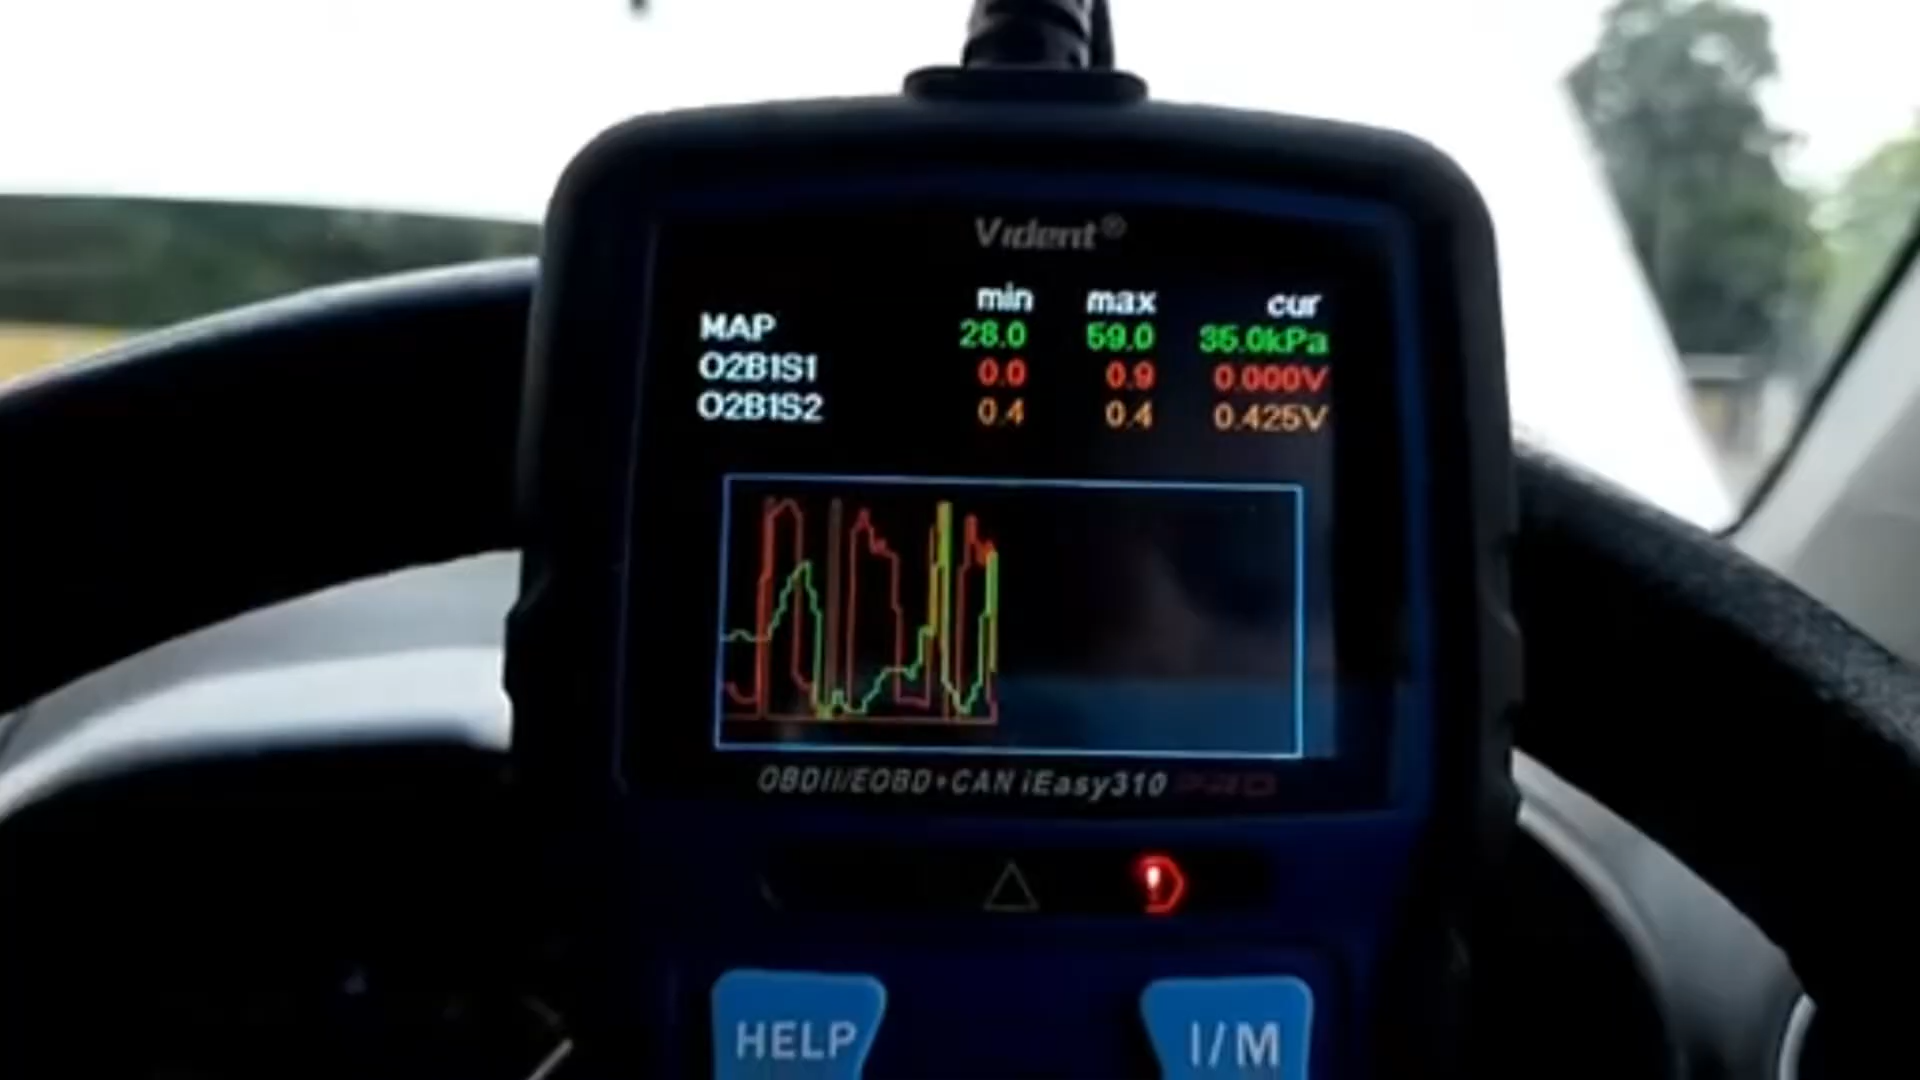 Vident®
min max cur
MAP 28.0 59.0 35.0kPa
O2B1S1 0.0 0.9 0.000V
O2B1S2 0.4 0.4 0.425V
OBDII/EOBD+CAN iEasy310 PRO
HELP I/M